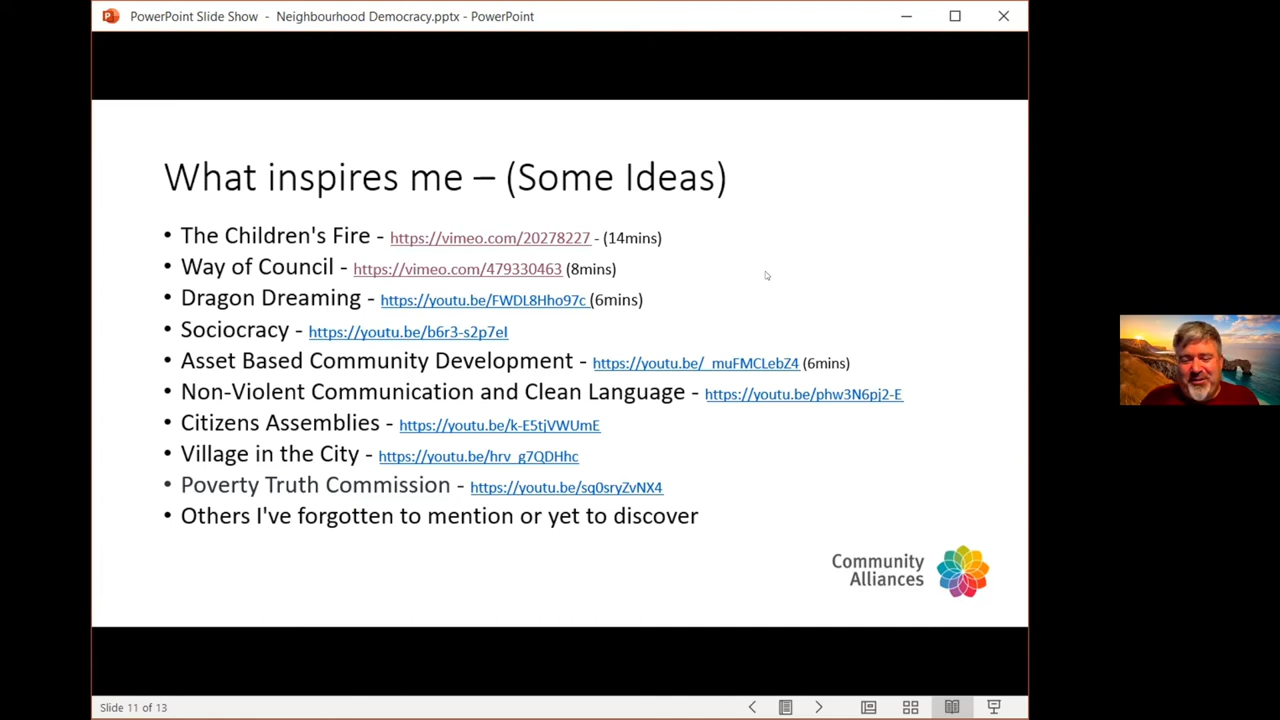 PowerPoint Slide Show - Neighbourhood Democracy.pptx - PowerPoint
What inspires me – (Some Ideas)
• The Children's Fire - https://vimeo.com/20278227 - (14mins)
• Way of Council - https://vimeo.com/479330463 (8mins)
• Dragon Dreaming - https://youtu.be/FWDL8Hho97c (6mins)
• Sociocracy - https://youtu.be/b6r3-s2p7eI
• Asset Based Community Development - https://youtu.be/_muFMCLebZ4 (6mins)
• Non-Violent Communication and Clean Language - https://youtu.be/phw3N6pj2-E
• Citizens Assemblies - https://youtu.be/k-E5tjVWUmE
• Village in the City - https://youtu.be/hrv_g7QDHhc
• Poverty Truth Commission - https://youtu.be/sq0sryZvNX4
• Others I've forgotten to mention or yet to discover
Community
Alliances
Slide 11 of 13